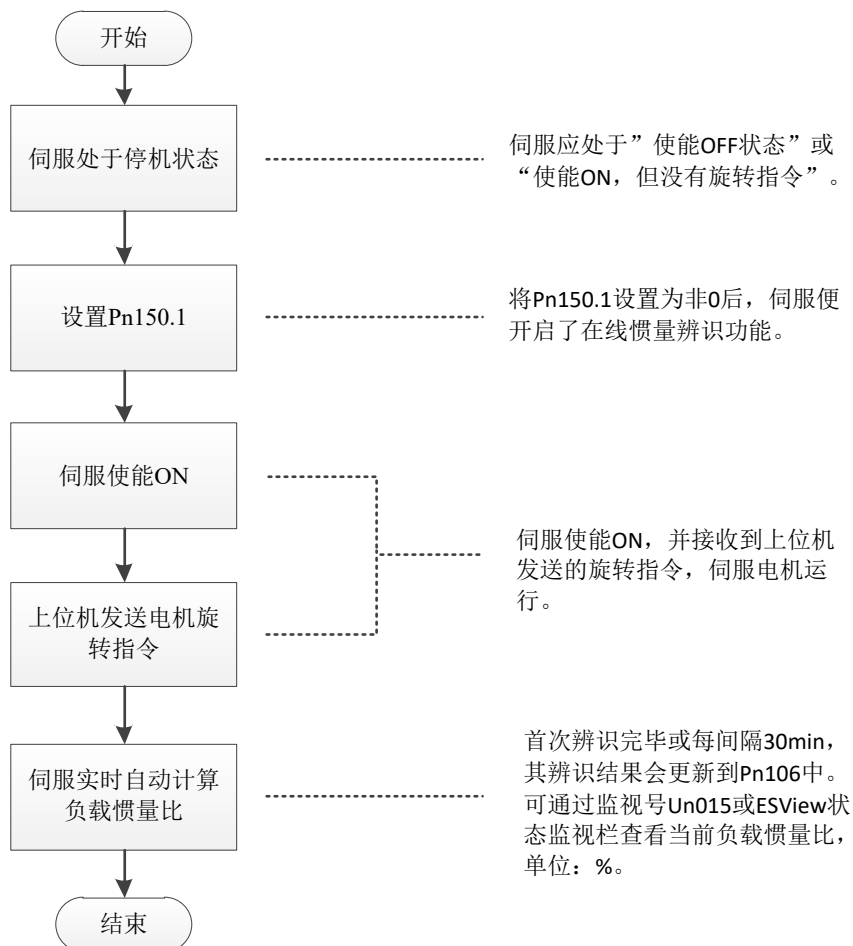 开始
伺服处于停机状态
伺服应处于”使能OFF状态”或
“使能ON，但没有旋转指令”。
设置Pn150.1
将Pn150.1设置为非0后，伺服便
开启了在线惯量辨识功能。
伺服使能ON
伺服使能ON，并接收到上位机
发送的旋转指令，伺服电机运
行。
上位机发送电机旋
转指令
伺服实时自动计算
负载惯量比
首次辨识完毕或每间隔30min，
其辨识结果会更新到Pn106中。
可通过监视号Un015或ESView状
态监视栏查看当前负载惯量比，
单位：%。
结束